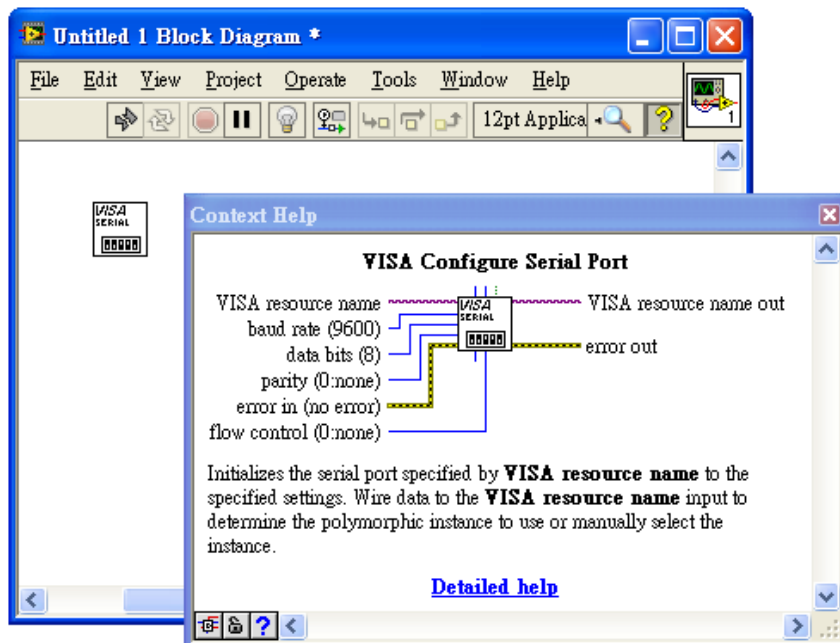 Untitled 1 Block Diagram *
File Edit View Project Operate Tools Window Help
12pt Applica
1
VISA
SERIAL
Context Help
VISA Configure Serial Port
VISA resource name
VISA resource name out
VISA
SERIAL
baud rate (9600)
data bits (8)
error out
parity (0:none)
error in (no error)
flow control (0:none)
Initializes the serial port specified by VISA resource name to the
specified settings. Wire data to the VISA resource name input to
determine the polymorphic instance to use or manually select the
instance.
Detailed help